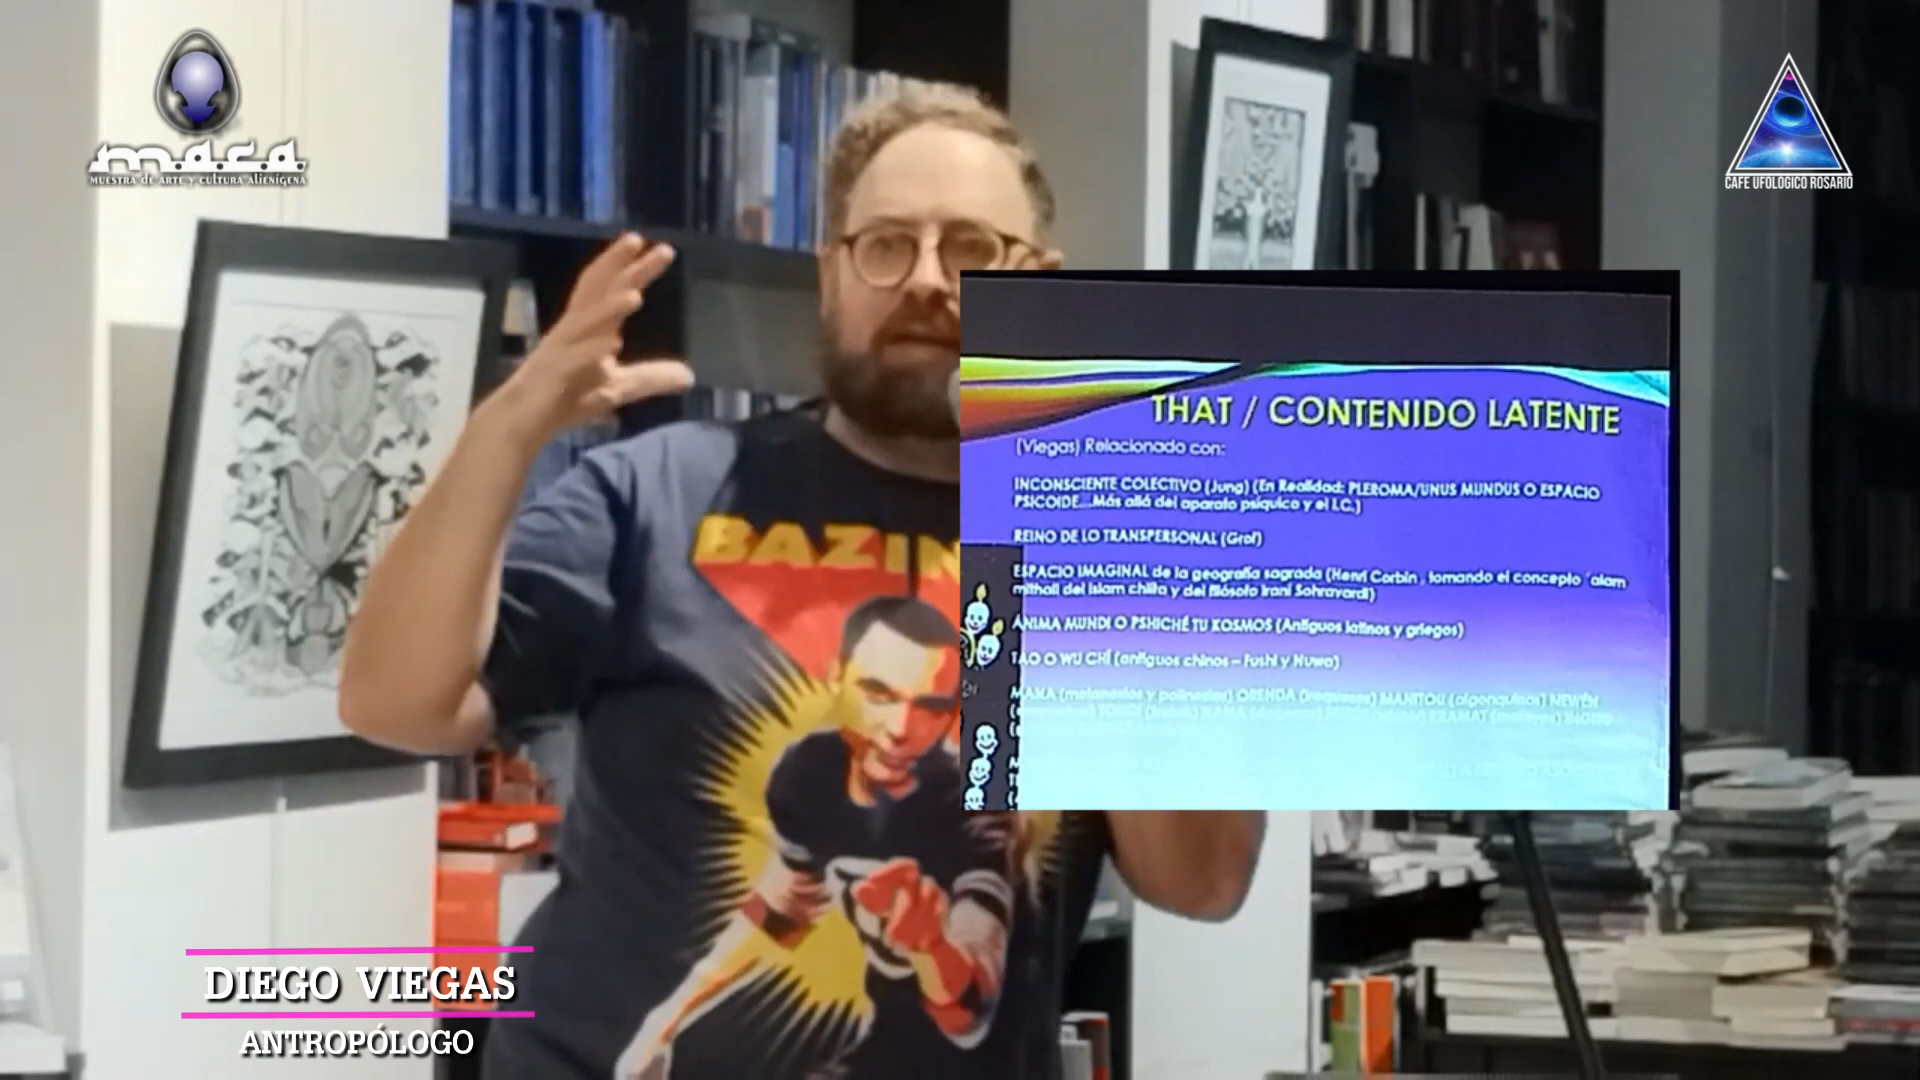 m.a.c.a.
MUESTRA de ARTE y CULTURA ALIENÍGENA
CAFE UFOLOGICO ROSARIO
BAZIN
THAT / CONTENIDO LATENTE
(Viegas) Relacionado con:
INCONSCIENTE COLECTIVO (Jung) (En Realidad: PLEROMA/UNUS MUNDUS O ESPACIO
PSICOIDE...Más allá del aparato psíquico y el I.C.)
REINO DE LO TRANSPERSONAL (Grof)
ESPACIO IMAGINAL de la geografía sagrada (Henri Corbin , tomando el concepto ´alam
mithall del Islam chiíta y del filósofo Iraní Sohravardi)
ÁNIMA MUNDI O PSHICHÉ TU KOSMOS (Antiguos latinos y griegos)
TAO O WU CHÍ (antiguos chinos – Fushi y Nuwa)
MANA (melanesios y polinesios) ORENDA (iroqueses) MANITOU (algonquinos) NEWÉN
DIEGO VIEGAS
ANTROPÓLOGO